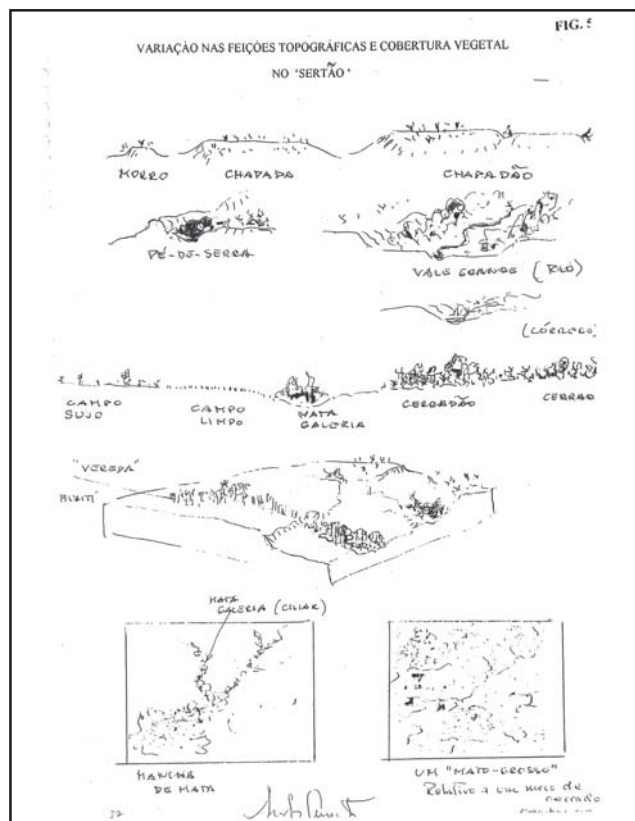 FIG. 5
VARIAÇÃO NAS FEIÇÕES TOPOGRÁFICAS E COBERTURA VEGETAL
NO 'SERTÃO'
MORRO
CHAPADA
CHAPADÃO
PÉ-DE-SERRA
VALE GRANDE (RIO)
(CÓRREGO)
CAMPO SUJO
CAMPO LIMPO
MATA GALERIA
CERRADÃO
CERRADO
"VEREDA"
BURITI
MATA
GALERIA (CILIAR)
MANCHA
DE MATA
UM "MATO-GROSSO"
Relativo a um meio de
cerrado